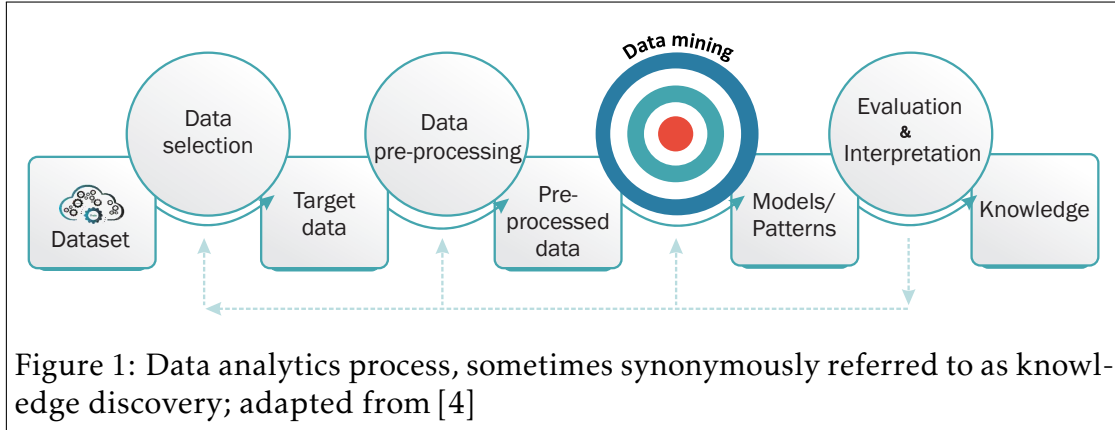 Data mining
Data
selection
Data
pre-processing
Evaluation
&
Interpretation
Dataset
Target
data
Pre-
processed
data
Models/
Patterns
Knowledge
Figure 1: Data analytics process, sometimes synonymously referred to as knowl-
edge discovery; adapted from [4]